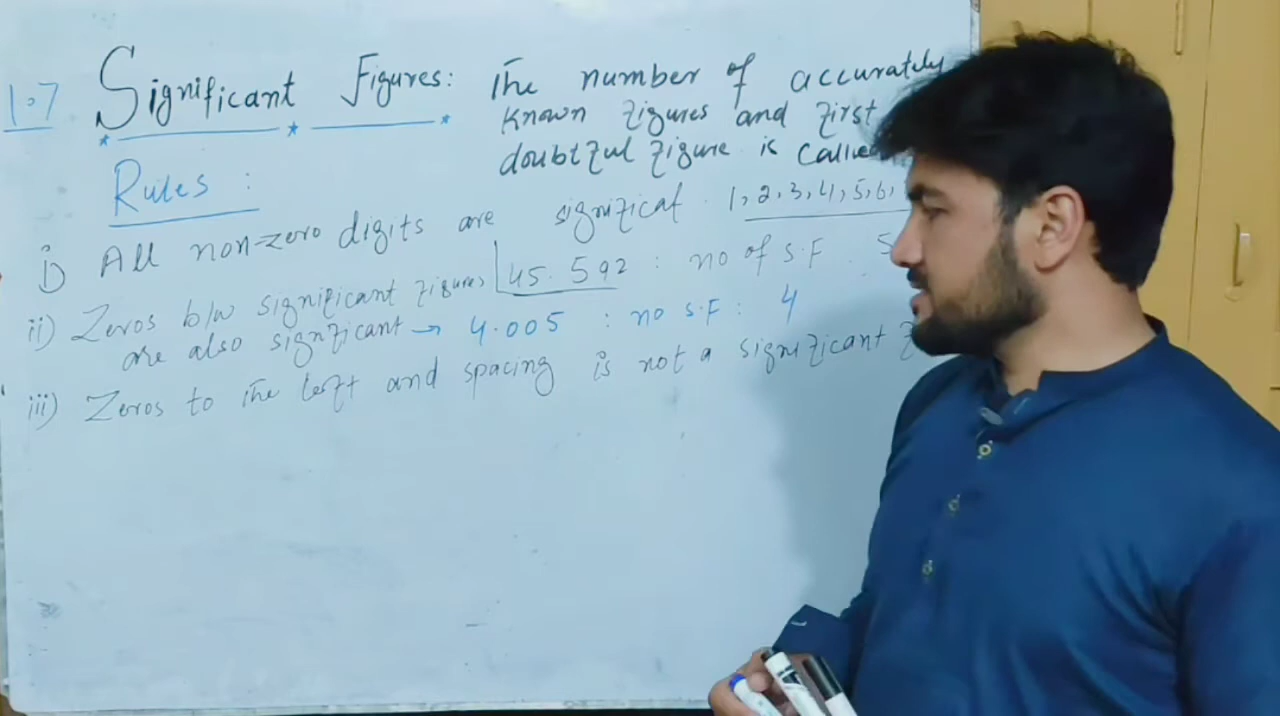 1.7 Significant Figures: The number of accurately
known figures and first
doubtful figure is called
Rules :
i) All non-zero digits are significat . 1,2,3,4,5,6,
45.592 : no of S.F . 5
ii) Zeros b/w significant figures
are also significant → 4.005 : no S.F : 4
iii) Zeros to the left and spacing is not a significant